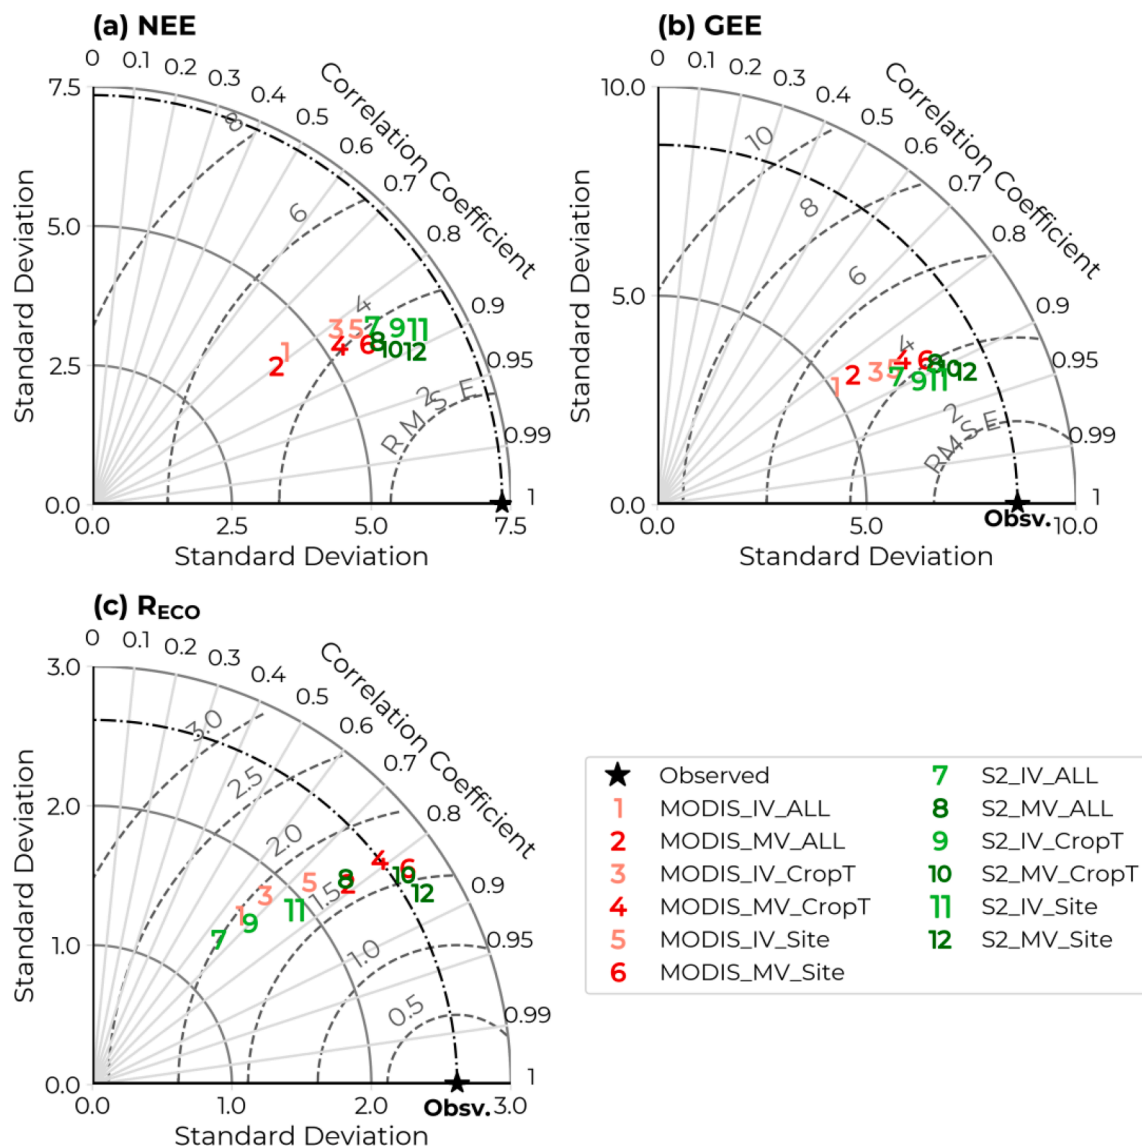 (a) NEE
0 0.1 0.2 0.3 0.4 0.5 0.6 0.7 0.8 0.9 0.95 0.99 1
Correlation Coefficient
7.5
5.0
2.5
0.0
Standard Deviation
8 6 4 2
RMSE
1 2 3 4 5 6 7 8 9 10 11 12
0.0 2.5 5.0 7.5
Standard Deviation
(b) GEE
0 0.1 0.2 0.3 0.4 0.5 0.6 0.7 0.8 0.9 0.95 0.99 1
Correlation Coefficient
10.0
5.0
0.0
Standard Deviation
10 8 6 4 2
RMSE
1 2 3 4 5 6 7 8 9 10 11 12
Obsv.
0.0 5.0 10.0
Standard Deviation
(c) RECO
0 0.1 0.2 0.3 0.4 0.5 0.6 0.7 0.8 0.9 0.95 0.99 1
Correlation Coefficient
3.0
2.0
1.0
0.0
Standard Deviation
3.0 2.5 2.0 1.5 1.0 0.5
1 2 3 4 5 6 7 8 9 10 11 12
Obsv.
0.0 1.0 2.0 3.0
Standard Deviation
Observed
1 MODIS_IV_ALL
2 MODIS_MV_ALL
3 MODIS_IV_CropT
4 MODIS_MV_CropT
5 MODIS_IV_Site
6 MODIS_MV_Site
7 S2_IV_ALL
8 S2_MV_ALL
9 S2_IV_CropT
10 S2_MV_CropT
11 S2_IV_Site
12 S2_MV_Site